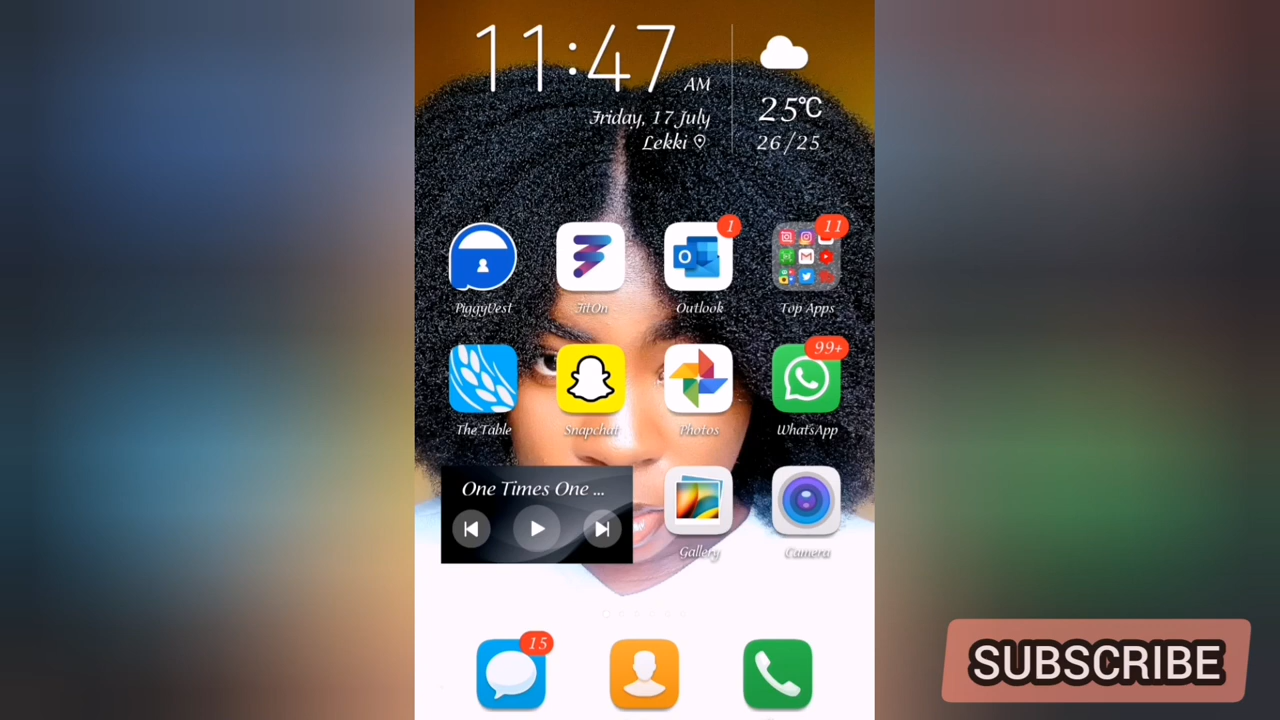 11:47 AM
Friday, 17 July
Lekki
25℃
26/25
1
11
PiggyVest
FitOn
Outlook
Top Apps
99+
The Table
Snapchat
Photos
WhatsApp
One Times One ...
Gallery
Camera
15
SUBSCRIBE